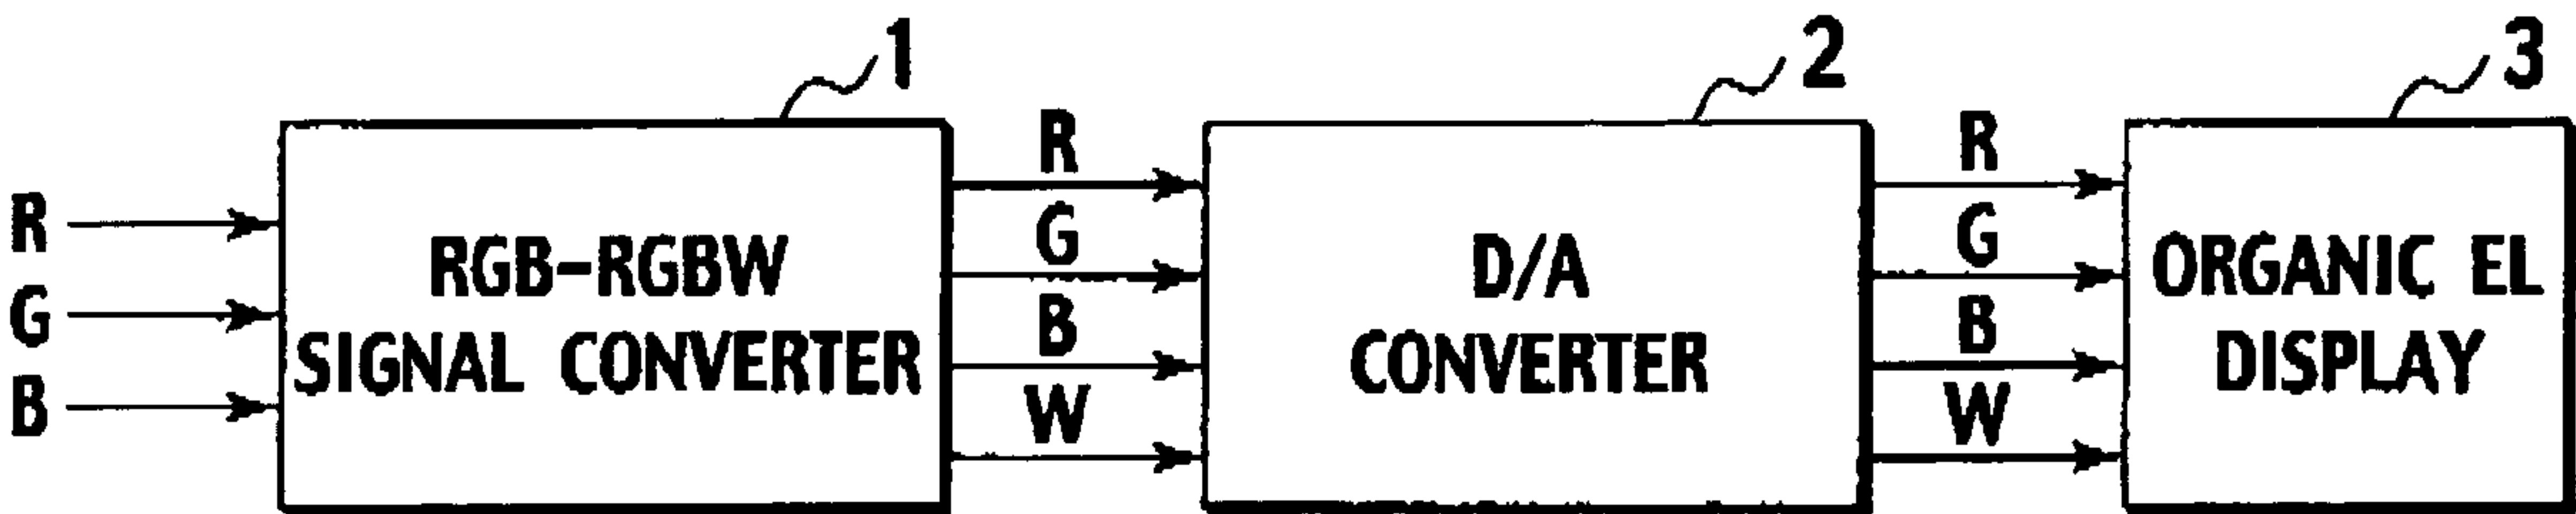 1
2
3
R
G
B
RGB-RGBW
SIGNAL CONVERTER
R
G
B
W
D/A
CONVERTER
R
G
B
W
ORGANIC EL
DISPLAY